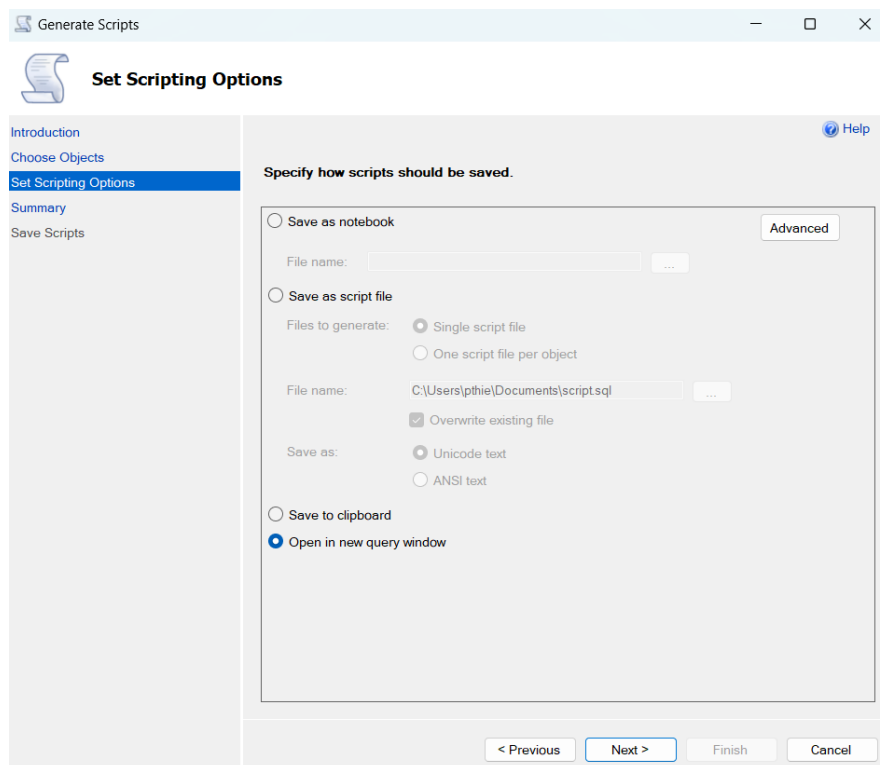 Generate Scripts
Set Scripting Options
Introduction
Choose Objects
Set Scripting Options
Summary
Save Scripts
Help
Specify how scripts should be saved.
Save as notebook
Advanced
File name:
...
Save as script file
Files to generate:
Single script file
One script file per object
File name:
C:\Users\pthie\Documents\script.sql
...
Overwrite existing file
Save as:
Unicode text
ANSI text
Save to clipboard
Open in new query window
< Previous
Next >
Finish
Cancel